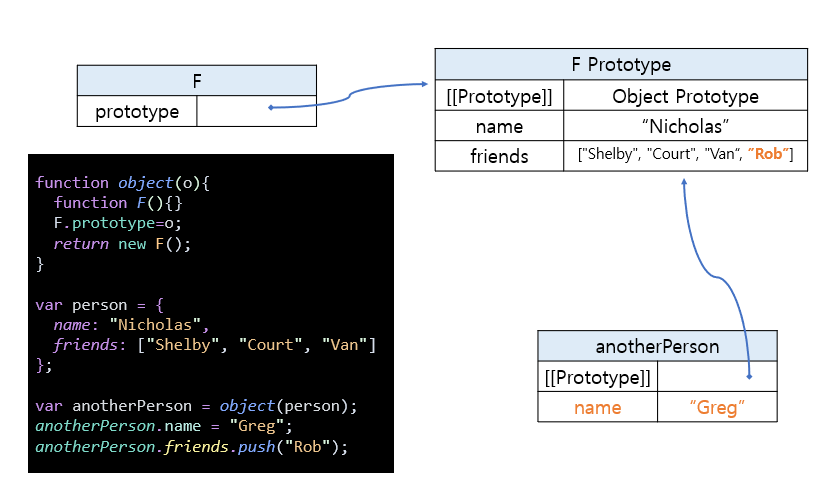 F
prototype
F Prototype
[[Prototype]] Object Prototype
name “Nicholas”
friends ["Shelby", "Court", "Van“, “Rob”]
function object(o){
function F(){}
F.prototype=o;
return new F();
}
var person = {
name: "Nicholas",
friends: ["Shelby", "Court", "Van"]
};
var anotherPerson = object(person);
anotherPerson.name = "Greg";
anotherPerson.friends.push("Rob");
anotherPerson
[[Prototype]]
name “Greg”